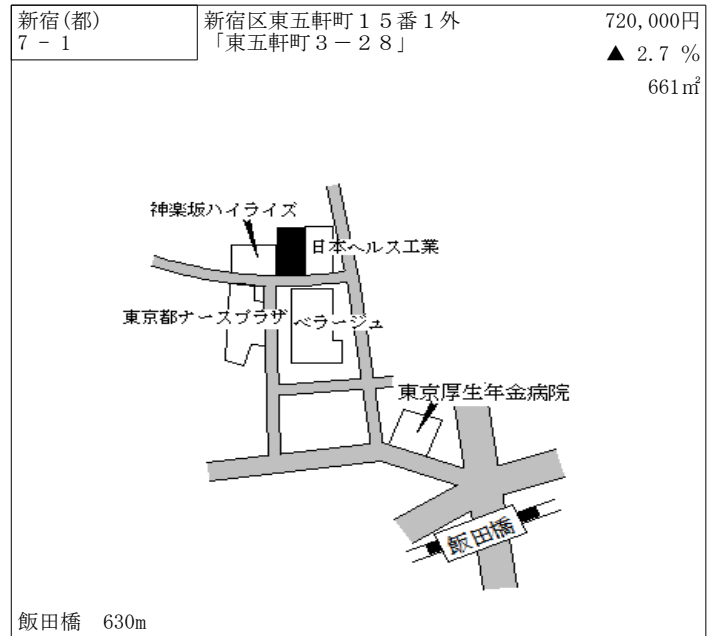 新宿(都)
7 - 1
新宿区東五軒町１５番１外
「東五軒町３－２８」
720,000円
▲ 2.7 %
661㎡
神楽坂ハイライズ
日本ヘルス工業
東京都ナースプラザ
ベラージュ
東京厚生年金病院
飯田橋
飯田橋 630m